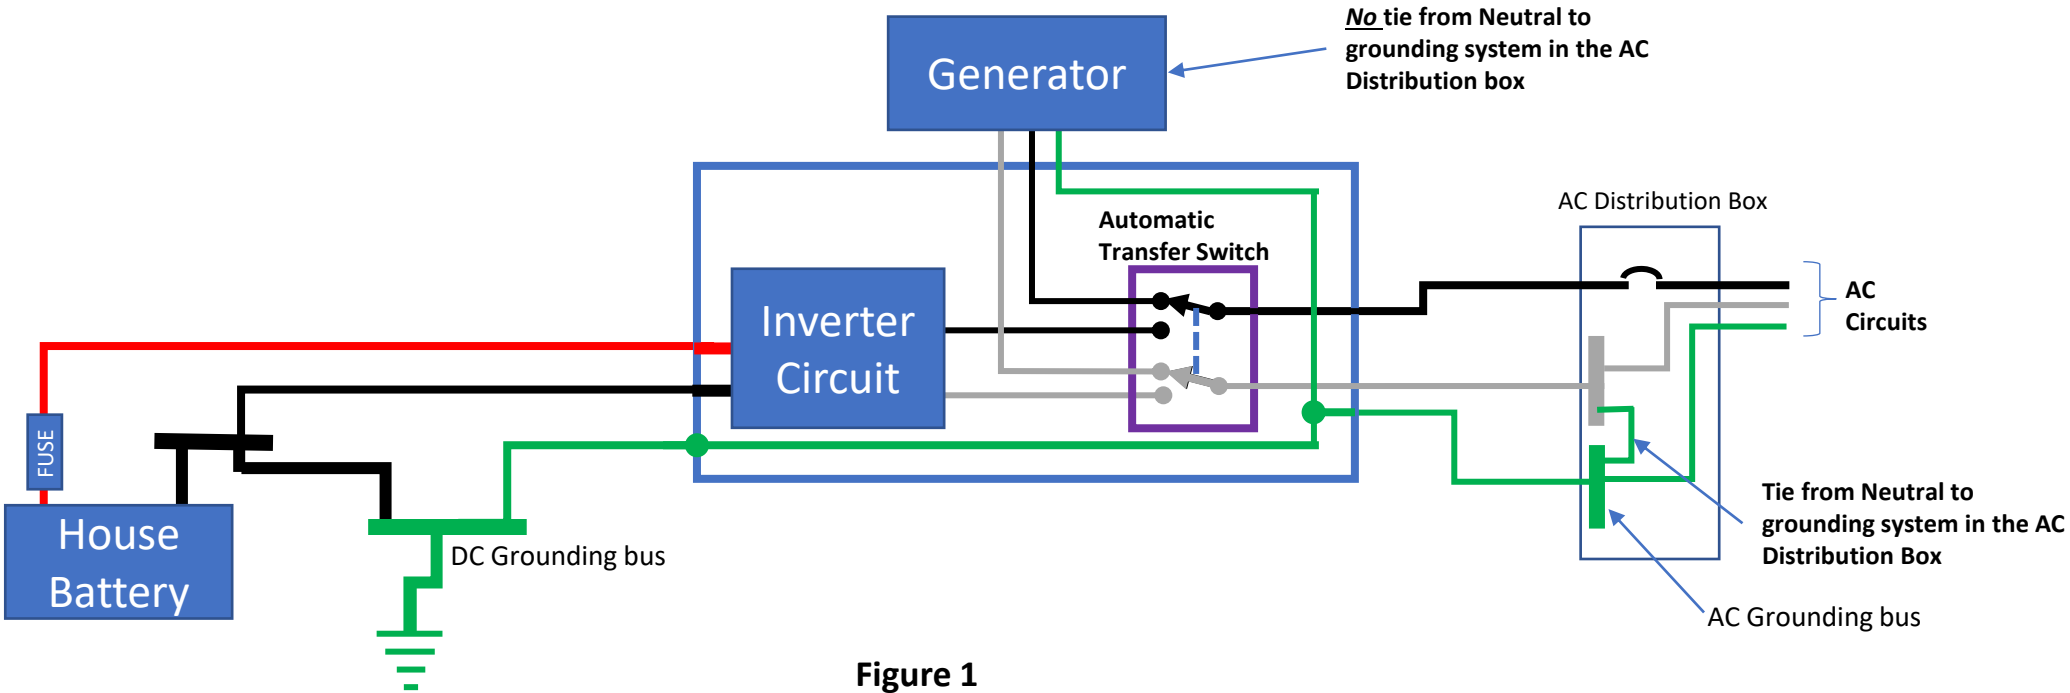 No tie from Neutral to
grounding system in the AC
Distribution box
Generator
AC Distribution Box
Automatic
Transfer Switch
Inverter
Circuit
AC
Circuits
FUSE
House
Battery
DC Grounding bus
Tie from Neutral to
grounding system in the AC
Distribution Box
AC Grounding bus
Figure 1